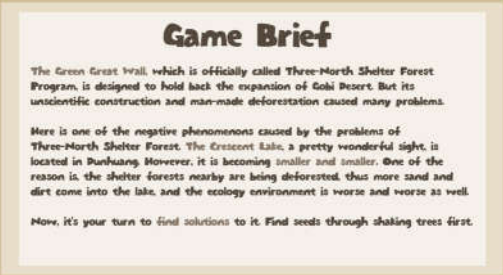 Game Brief
The Green Great Wall, which is officially called Three-North Shelter Forest
Program, is designed to hold back the expansion of Gobi Desert. But its
unscientific construction and man-made deforestation caused many problems.
Here is one of the negative phenomenons caused by the problems of
Three-North Shelter Forest. The Crescent Lake, a pretty wonderful sight, is
located in Dunhuang. However, it is becoming smaller and smaller. One of the
reason is, the shelter forests nearby are being deforested, thus more sand and
dirt come into the lake, and the ecology environment is worse and worse as well.
Now, it's your turn to find solutions to it. Find seeds through shaking trees first.